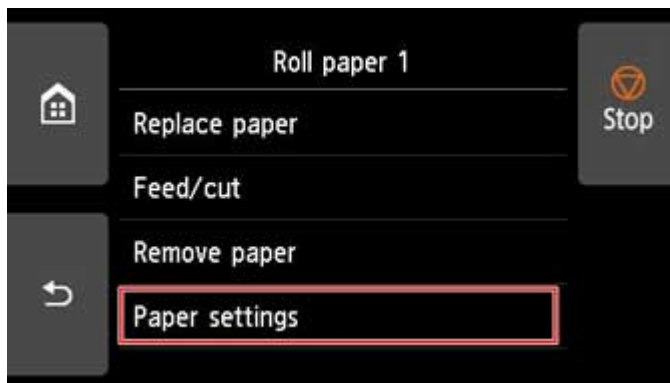 Roll paper 1
Stop
Replace paper
Feed/cut
Remove paper
Paper settings